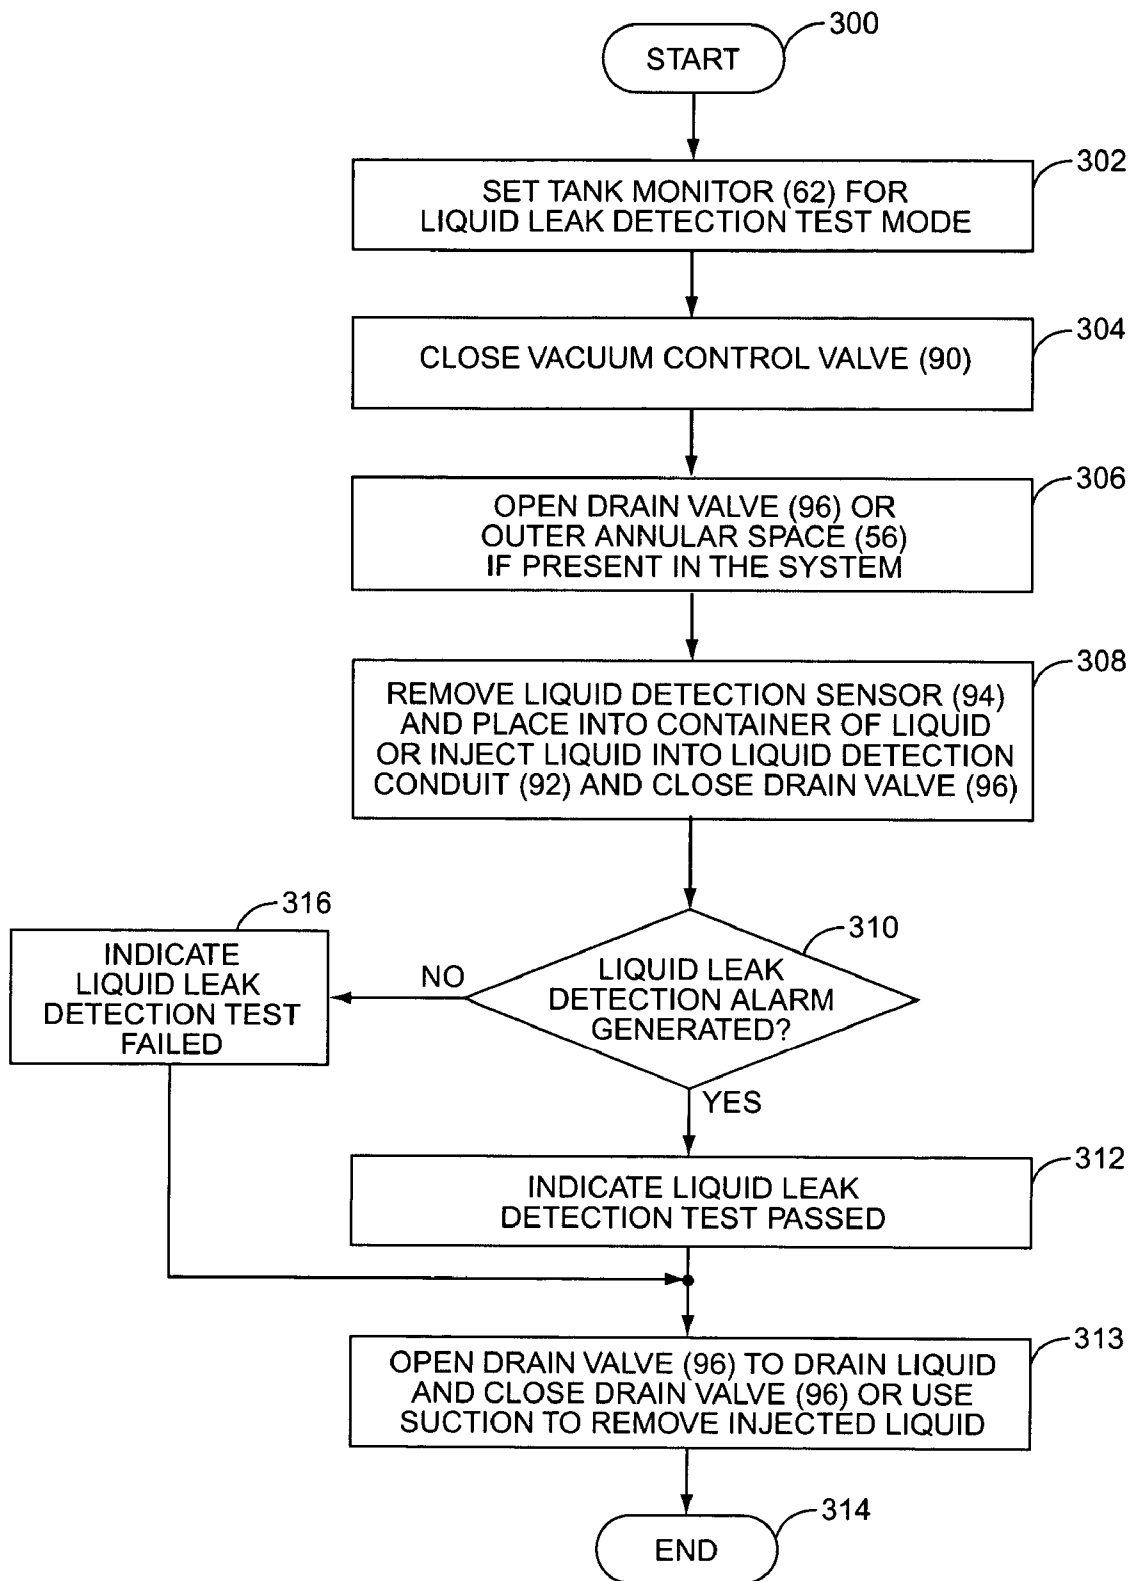 300
START
302
SET TANK MONITOR (62) FOR
LIQUID LEAK DETECTION TEST MODE
304
CLOSE VACUUM CONTROL VALVE (90)
306
OPEN DRAIN VALVE (96) OR
OUTER ANNULAR SPACE (56)
IF PRESENT IN THE SYSTEM
308
REMOVE LIQUID DETECTION SENSOR (94)
AND PLACE INTO CONTAINER OF LIQUID
OR INJECT LIQUID INTO LIQUID DETECTION
CONDUIT (92) AND CLOSE DRAIN VALVE (96)
316
INDICATE
LIQUID LEAK
DETECTION TEST
FAILED
NO
310
LIQUID LEAK
DETECTION ALARM
GENERATED?
YES
312
INDICATE LIQUID LEAK
DETECTION TEST PASSED
313
OPEN DRAIN VALVE (96) TO DRAIN LIQUID
AND CLOSE DRAIN VALVE (96) OR USE
SUCTION TO REMOVE INJECTED LIQUID
314
END